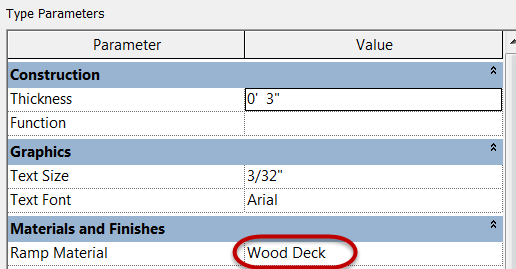 Type Parameters
Parameter Value
Construction
Thickness 0'  3"
Function
Graphics
Text Size 3/32"
Text Font Arial
Materials and Finishes
Ramp Material Wood Deck